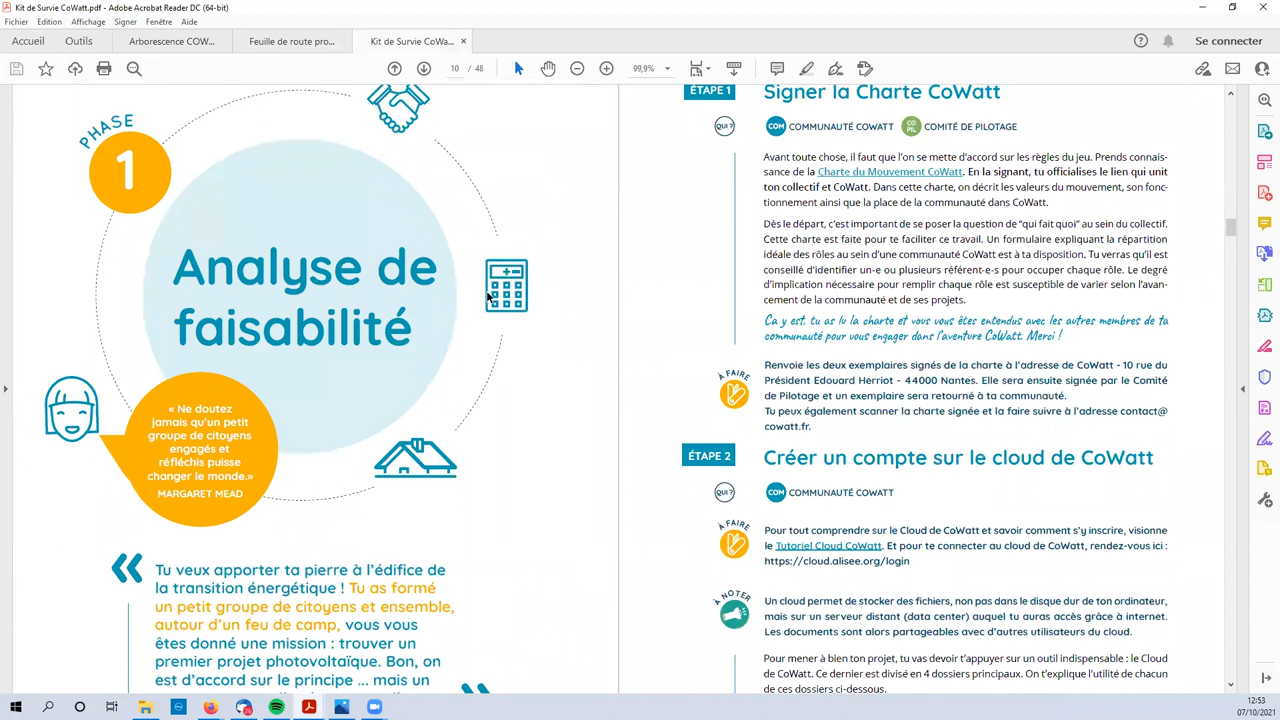 Kit de Survie CoWatt.pdf - Adobe Acrobat Reader DC (64-bit)
Fichier Edition Affichage Signer Fenêtre Aide
Accueil Outils Arborescence COW... Feuille de route pro... Kit de Survie CoWa... × Se connecter
10 / 48 99,9%
PHASE
1
Analyse de
faisabilité
« Ne doutez
jamais qu'un petit
groupe de citoyens
engagés et
réfléchis puisse
changer le monde.»
MARGARET MEAD
« Tu veux apporter ta pierre à l'édifice de
la transition énergétique ! Tu as formé
un petit groupe de citoyens et ensemble,
autour d'un feu de camp, vous vous
êtes donné une mission : trouver un
premier projet photovoltaïque. Bon, on
est d'accord sur le principe ... mais un
ÉTAPE 1 Signer la Charte CoWatt
QUI ? COM COMMUNAUTÉ COWATT CO PIL COMITÉ DE PILOTAGE
Avant toute chose, il faut que l'on se mette d'accord sur les règles du jeu. Prends connais-
sance de la Charte du Mouvement CoWatt. En la signant, tu officialises le lien qui unit
ton collectif et CoWatt. Dans cette charte, on décrit les valeurs du mouvement, son fonc-
tionnement ainsi que la place de la communauté dans CoWatt.
Dès le départ, c'est important de se poser la question de "qui fait quoi" au sein du collectif.
Cette charte est faite pour te faciliter ce travail. Un formulaire expliquant la répartition
idéale des rôles au sein d'une communauté CoWatt est à ta disposition. Tu verras qu'il est
conseillé d'identifier un-e ou plusieurs référent-e-s pour occuper chaque rôle. Le degré
d'implication nécessaire pour remplir chaque rôle est susceptible de varier selon l'avan-
cement de la communauté et de ses projets.
Ca y est, tu as lu la charte et vous vous êtes entendus avec les autres membres de ta
communauté pour vous engager dans l'aventure CoWatt. Merci !
À FAIRE
Renvoie les deux exemplaires signés de la charte à l'adresse de CoWatt - 10 rue du
Président Edouard Herriot - 44000 Nantes. Elle sera ensuite signée par le Comité
de Pilotage et un exemplaire sera retourné à ta communauté.
Tu peux également scanner la charte signée et la faire suivre à l'adresse contact@
cowatt.fr.
ÉTAPE 2 Créer un compte sur le cloud de CoWatt
QUI ? COM COMMUNAUTÉ COWATT
À FAIRE
Pour tout comprendre sur le Cloud de CoWatt et savoir comment s'y inscrire, visionne
le Tutoriel Cloud CoWatt. Et pour te connecter au cloud de CoWatt, rendez-vous ici :
https://cloud.alisee.org/login
À NOTER
Un cloud permet de stocker des fichiers, non pas dans le disque dur de ton ordinateur,
mais sur un serveur distant (data center) auquel tu auras accès grâce à internet.
Les documents sont alors partageables avec d'autres utilisateurs du cloud.
Pour mener à bien ton projet, tu vas devoir t'appuyer sur un outil indispensable : le Cloud
de CoWatt. Ce dernier est divisé en 4 dossiers principaux. On t'explique l'utilité de chacun
de ces dossiers ci-dessous.
12:53
07/10/2021